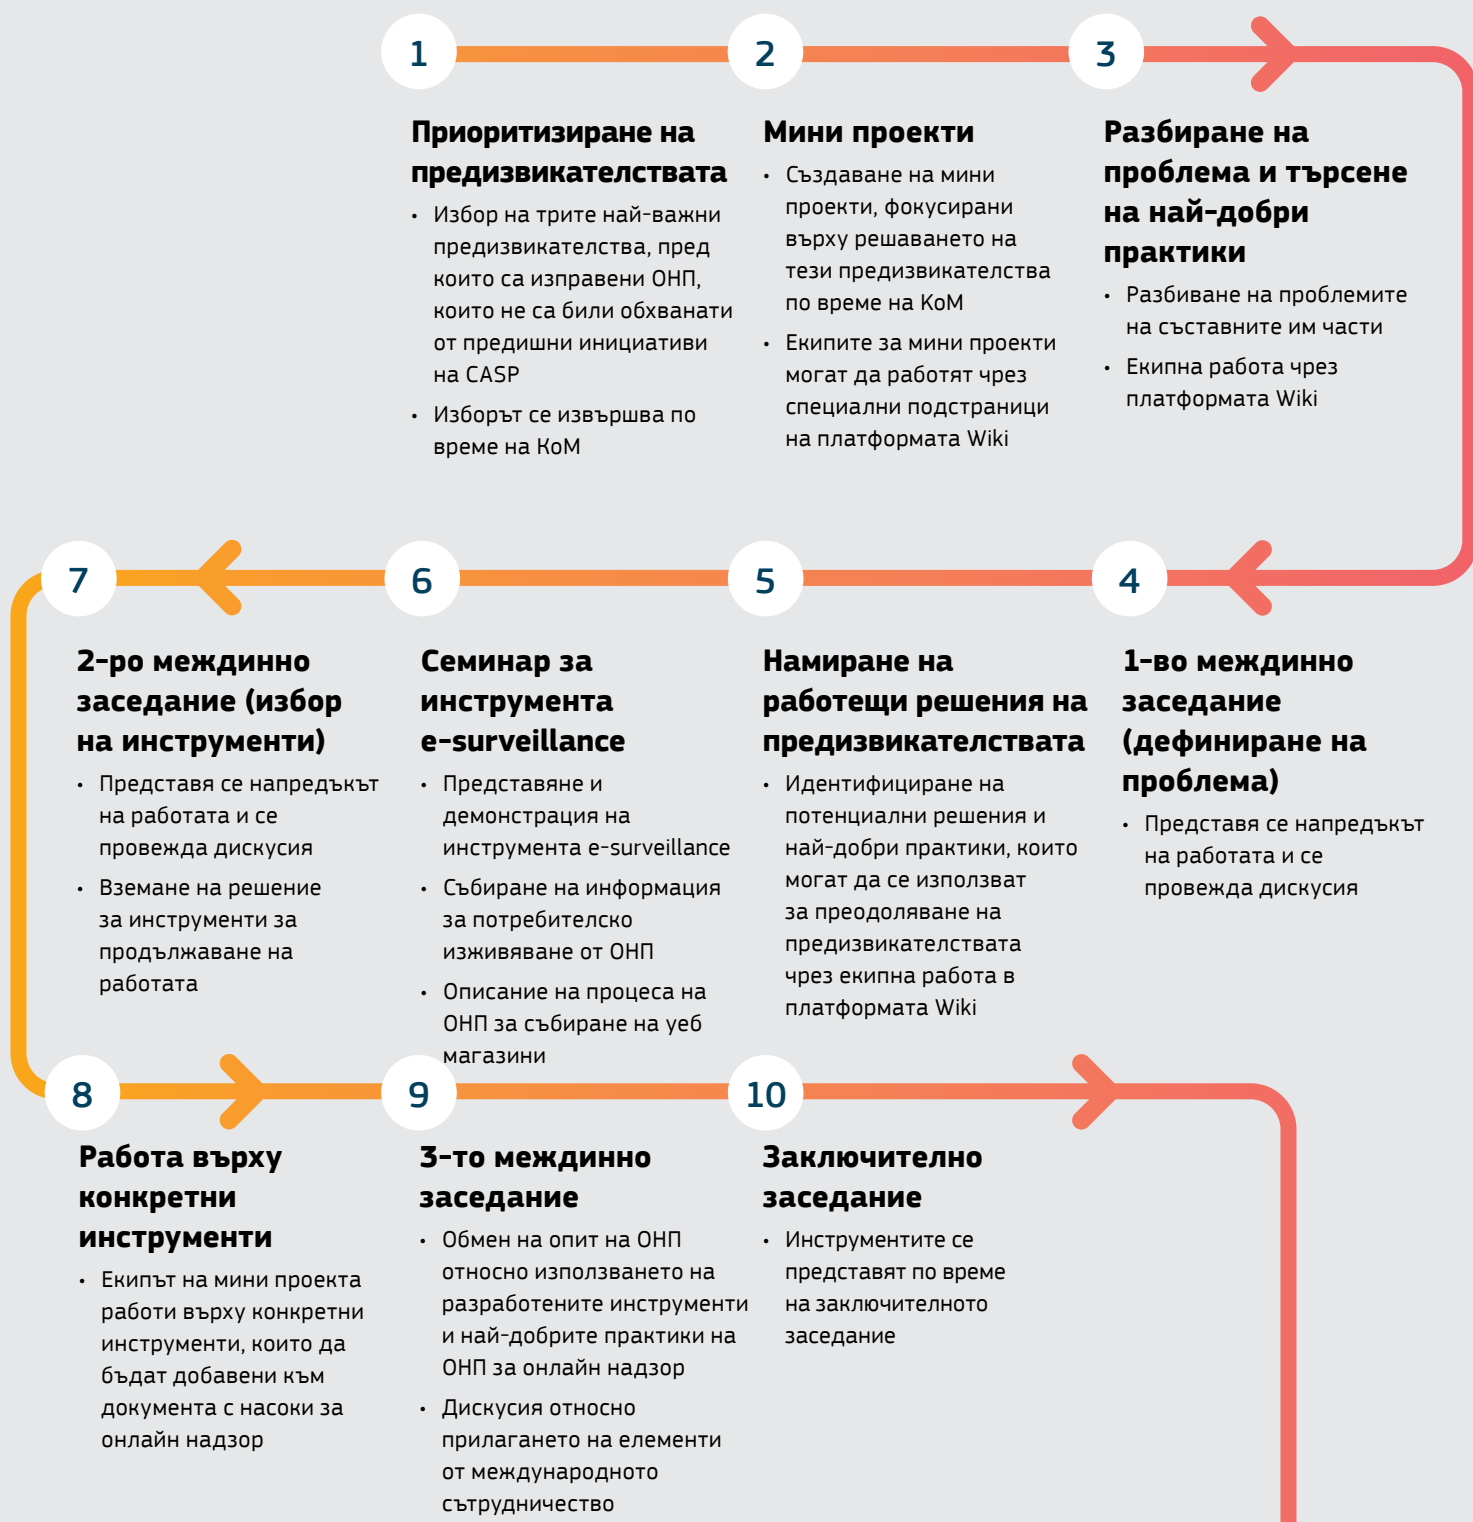 1
Приоритизиране на
предизвикателствата
• Избор на трите най-важни
предизвикателства, пред
които са изправени ОНП,
които не са били обхванати
от предишни инициативи
на CASP
• Изборът се извършва по
време на KoM
2
Мини проекти
• Създаване на мини
проекти, фокусирани
върху решаването на
тези предизвикателства
по време на KoM
• Екипите за мини проекти
могат да работят чрез
специални подстраници
на платформата Wiki
3
Разбиране на
проблема и търсене
на най-добри
практики
• Разбиване на проблемите
на съставните им части
• Екипна работа чрез
платформата Wiki
4
1-во междинно
заседание
(дефиниране на
проблема)
• Представя се напредъкът
на работата и се
провежда дискусия
5
Намиране на
работещи решения на
предизвикателствата
• Идентифициране на
потенциални решения и
най-добри практики, които
могат да се използват
за преодоляване на
предизвикателствата
чрез екипна работа в
платформата Wiki
6
Семинар за
инструмента
e-surveillance
• Представяне и
демонстрация на
инструмента e-surveillance
• Събиране на информация
за потребителско
изживяване от ОНП
• Описание на процеса на
ОНП за събиране на уеб
магазини
7
2-ро междинно
заседание (избор
на инструменти)
• Представя се напредъкът
на работата и се
провежда дискусия
• Вземане на решение
за инструменти за
продължаване на
работата
8
Работа върху
конкретни
инструменти
• Екипът на мини проекта
работи върху конкретни
инструменти, които да
бъдат добавени към
документа с насоки за
онлайн надзор
9
3-то междинно
заседание
• Обмен на опит на ОНП
относно използването на
разработените инструменти
и най-добрите практики на
ОНП за онлайн надзор
• Дискусия относно
прилагането на елементи
от международното
сътрудничество
10
Заключително
заседание
• Инструментите се
представят по време
на заключителното
заседание